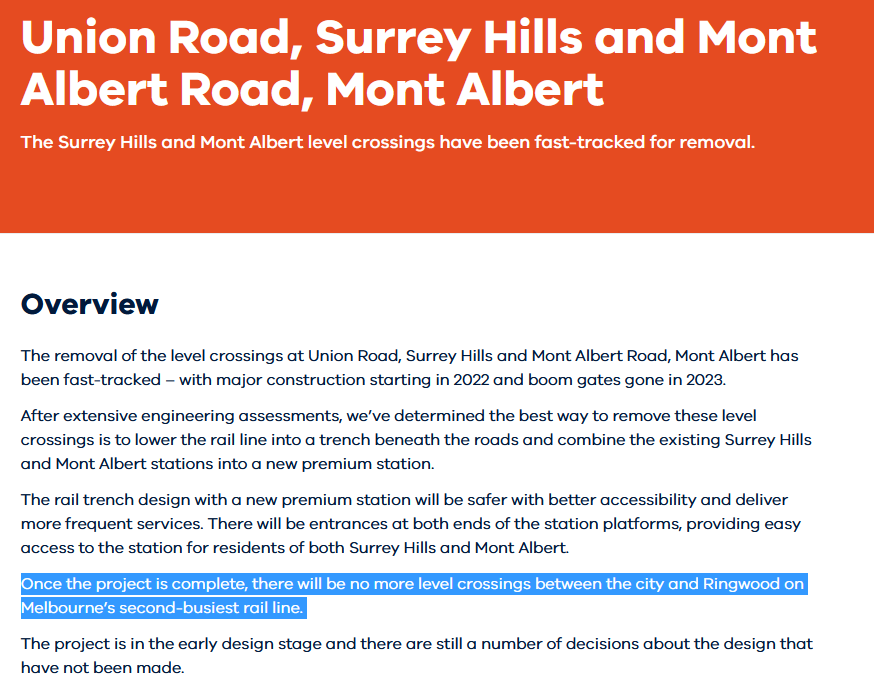 Union Road, Surrey Hills and Mont
Albert Road, Mont Albert
The Surrey Hills and Mont Albert level crossings have been fast-tracked for removal.
Overview
The removal of the level crossings at Union Road, Surrey Hills and Mont Albert Road, Mont Albert has
been fast-tracked – with major construction starting in 2022 and boom gates gone in 2023.
After extensive engineering assessments, we’ve determined the best way to remove these level
crossings is to lower the rail line into a trench beneath the roads and combine the existing Surrey Hills
and Mont Albert stations into a new premium station.
The rail trench design with a new premium station will be safer with better accessibility and deliver
more frequent services. There will be entrances at both ends of the station platforms, providing easy
access to the station for residents of both Surrey Hills and Mont Albert.
Once the project is complete, there will be no more level crossings between the city and Ringwood on
Melbourne’s second-busiest rail line.
The project is in the early design stage and there are still a number of decisions about the design that
have not been made.